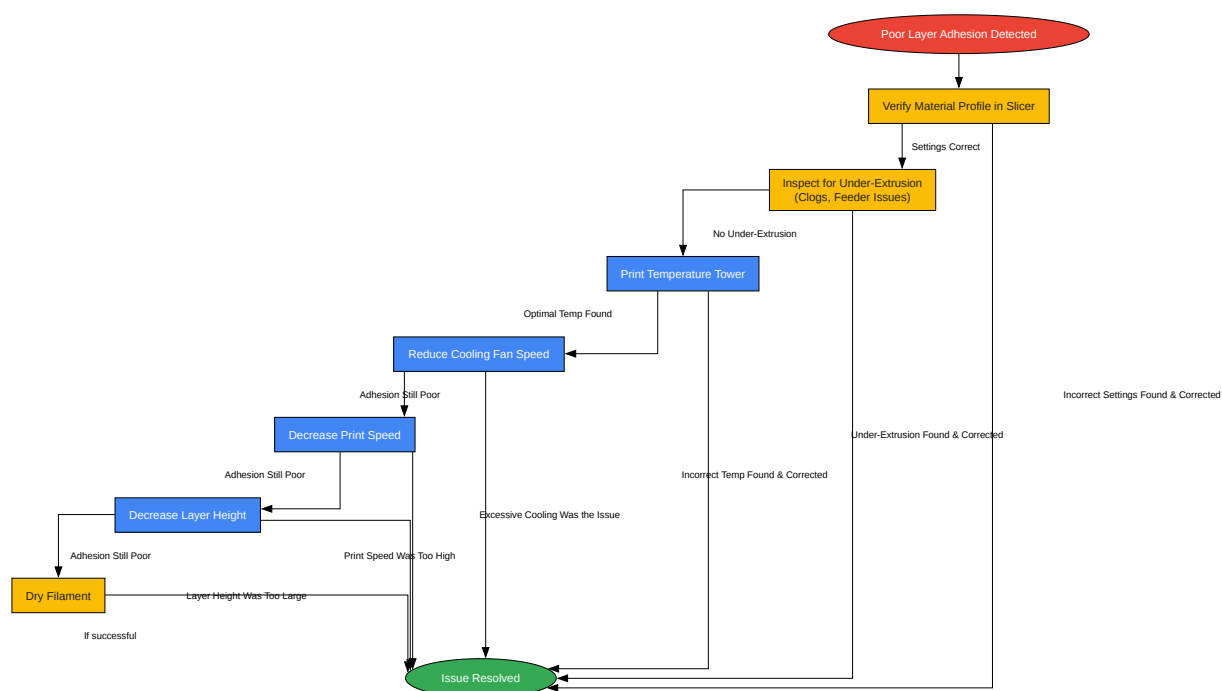 Poor Layer Adhesion Detected
Verify Material Profile in Slicer
Settings Correct
Inspect for Under-Extrusion
(Clogs, Feeder Issues)
No Under-Extrusion
Print Temperature Tower
Optimal Temp Found
Reduce Cooling Fan Speed
Adhesion Still Poor
Incorrect Settings Found & Corrected
Decrease Print Speed
Under-Extrusion Found & Corrected
Adhesion Still Poor
Incorrect Temp Found & Corrected
Decrease Layer Height
Excessive Cooling Was the Issue
Adhesion Still Poor
Print Speed Was Too High
Dry Filament
Layer Height Was Too Large
If successful
Issue Resolved